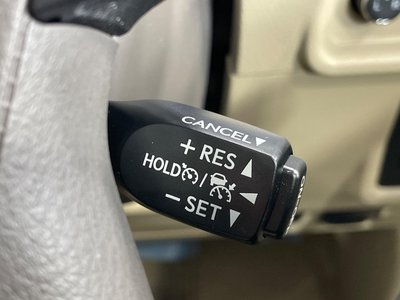 CANCEL▼
+ RES▲
HOLD / ◀
− SET▼